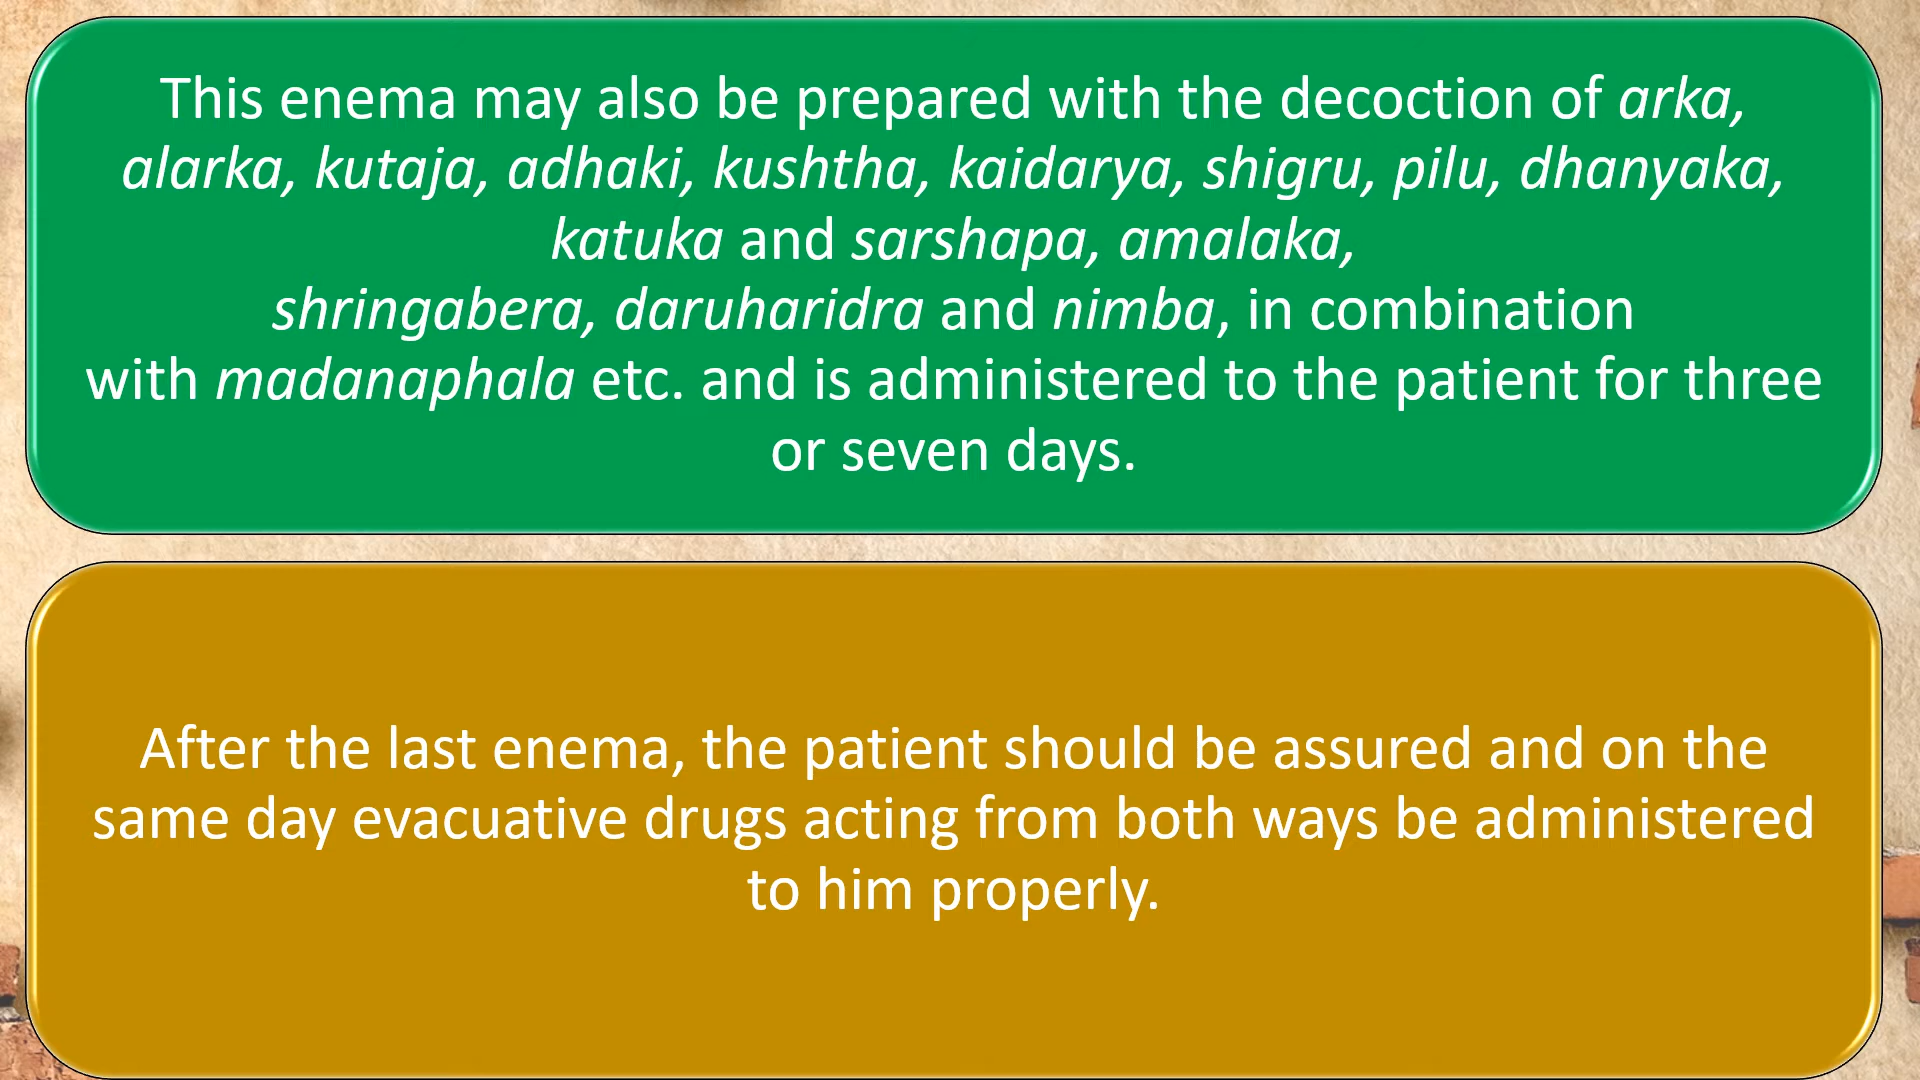 This enema may also be prepared with the decoction of arka,
alarka, kutaja, adhaki, kushtha, kaidarya, shigru, pilu, dhanyaka,
katuka and sarshapa, amalaka,
shringabera, daruharidra and nimba, in combination
with madanaphala etc. and is administered to the patient for three
or seven days.
After the last enema, the patient should be assured and on the
same day evacuative drugs acting from both ways be administered
to him properly.